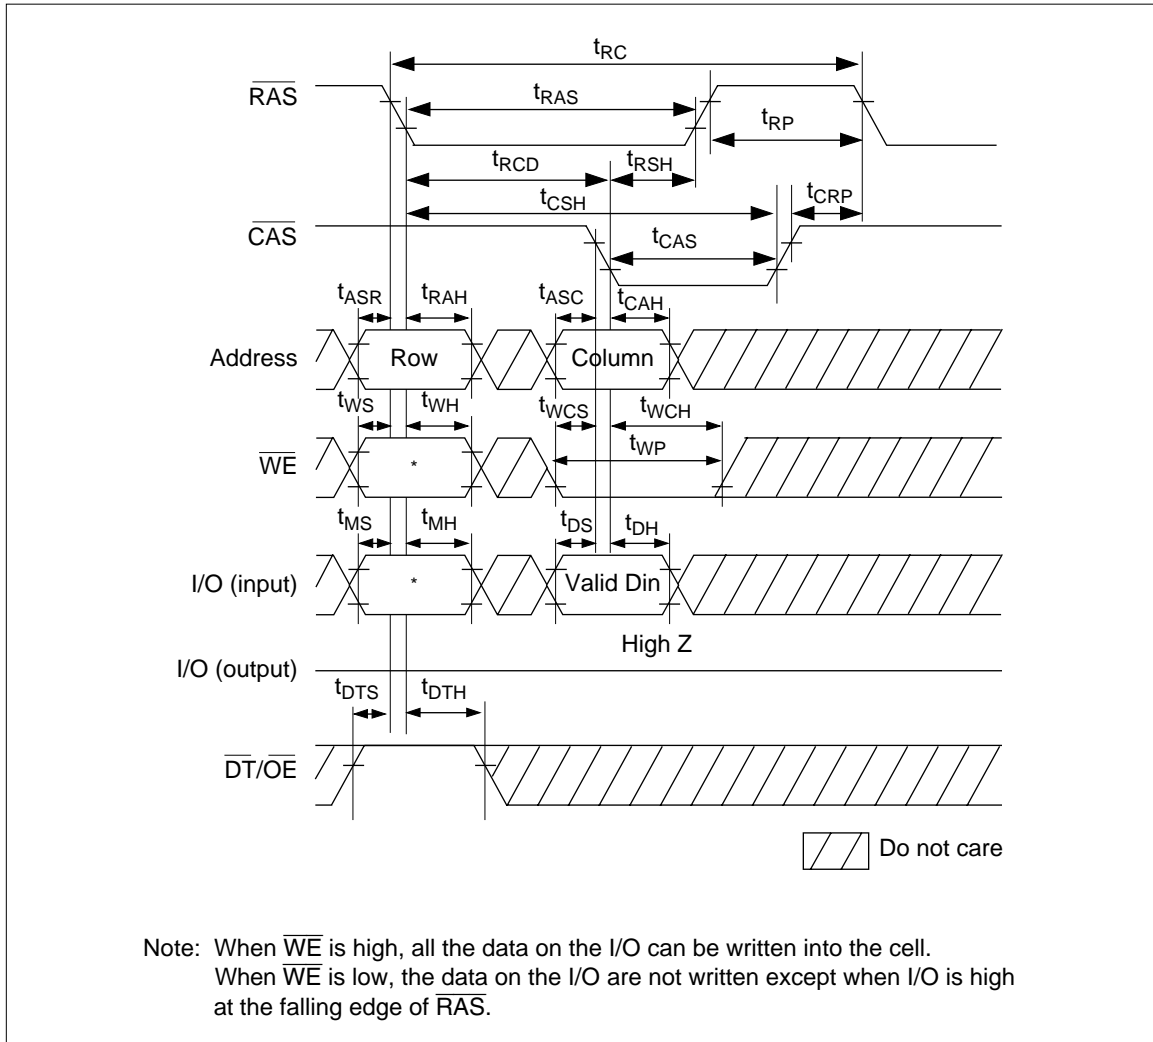 tRC
RAS
tRAS
tRP
tRCD
tRSH
tCSH
tCRP
CAS
tCAS
tASR
tRAH
tASC
tCAH
Address
Row
Column
tWS
tWH
tWCS
tWCH
tWP
WE
*
tMS
tMH
tDS
tDH
I/O (input)
*
Valid Din
High Z
I/O (output)
tDTS
tDTH
DT/OE
Do not care
Note: When WE is high, all the data on the I/O can be written into the cell.
When WE is low, the data on the I/O are not written except when I/O is high
at the falling edge of RAS.